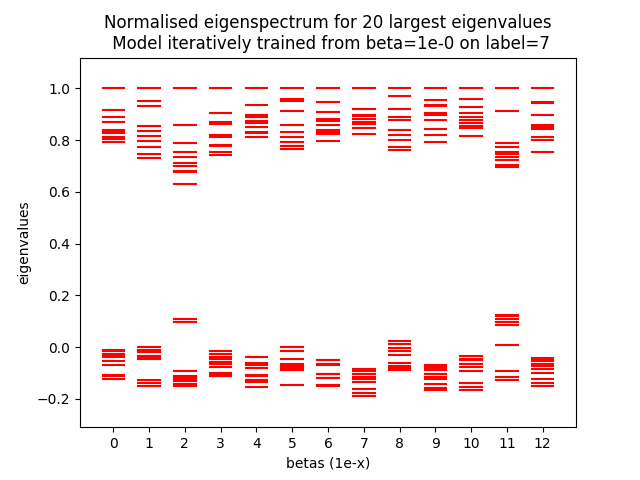 Normalised eigenspectrum for 20 largest eigenvalues
Model iteratively trained from beta=1e-0 on label=7
1.0
0.8
0.6
0.4
0.2
0.0
−0.2
eigenvalues
0 1 2 3 4 5 6 7 8 9 10 11 12
betas (1e-x)